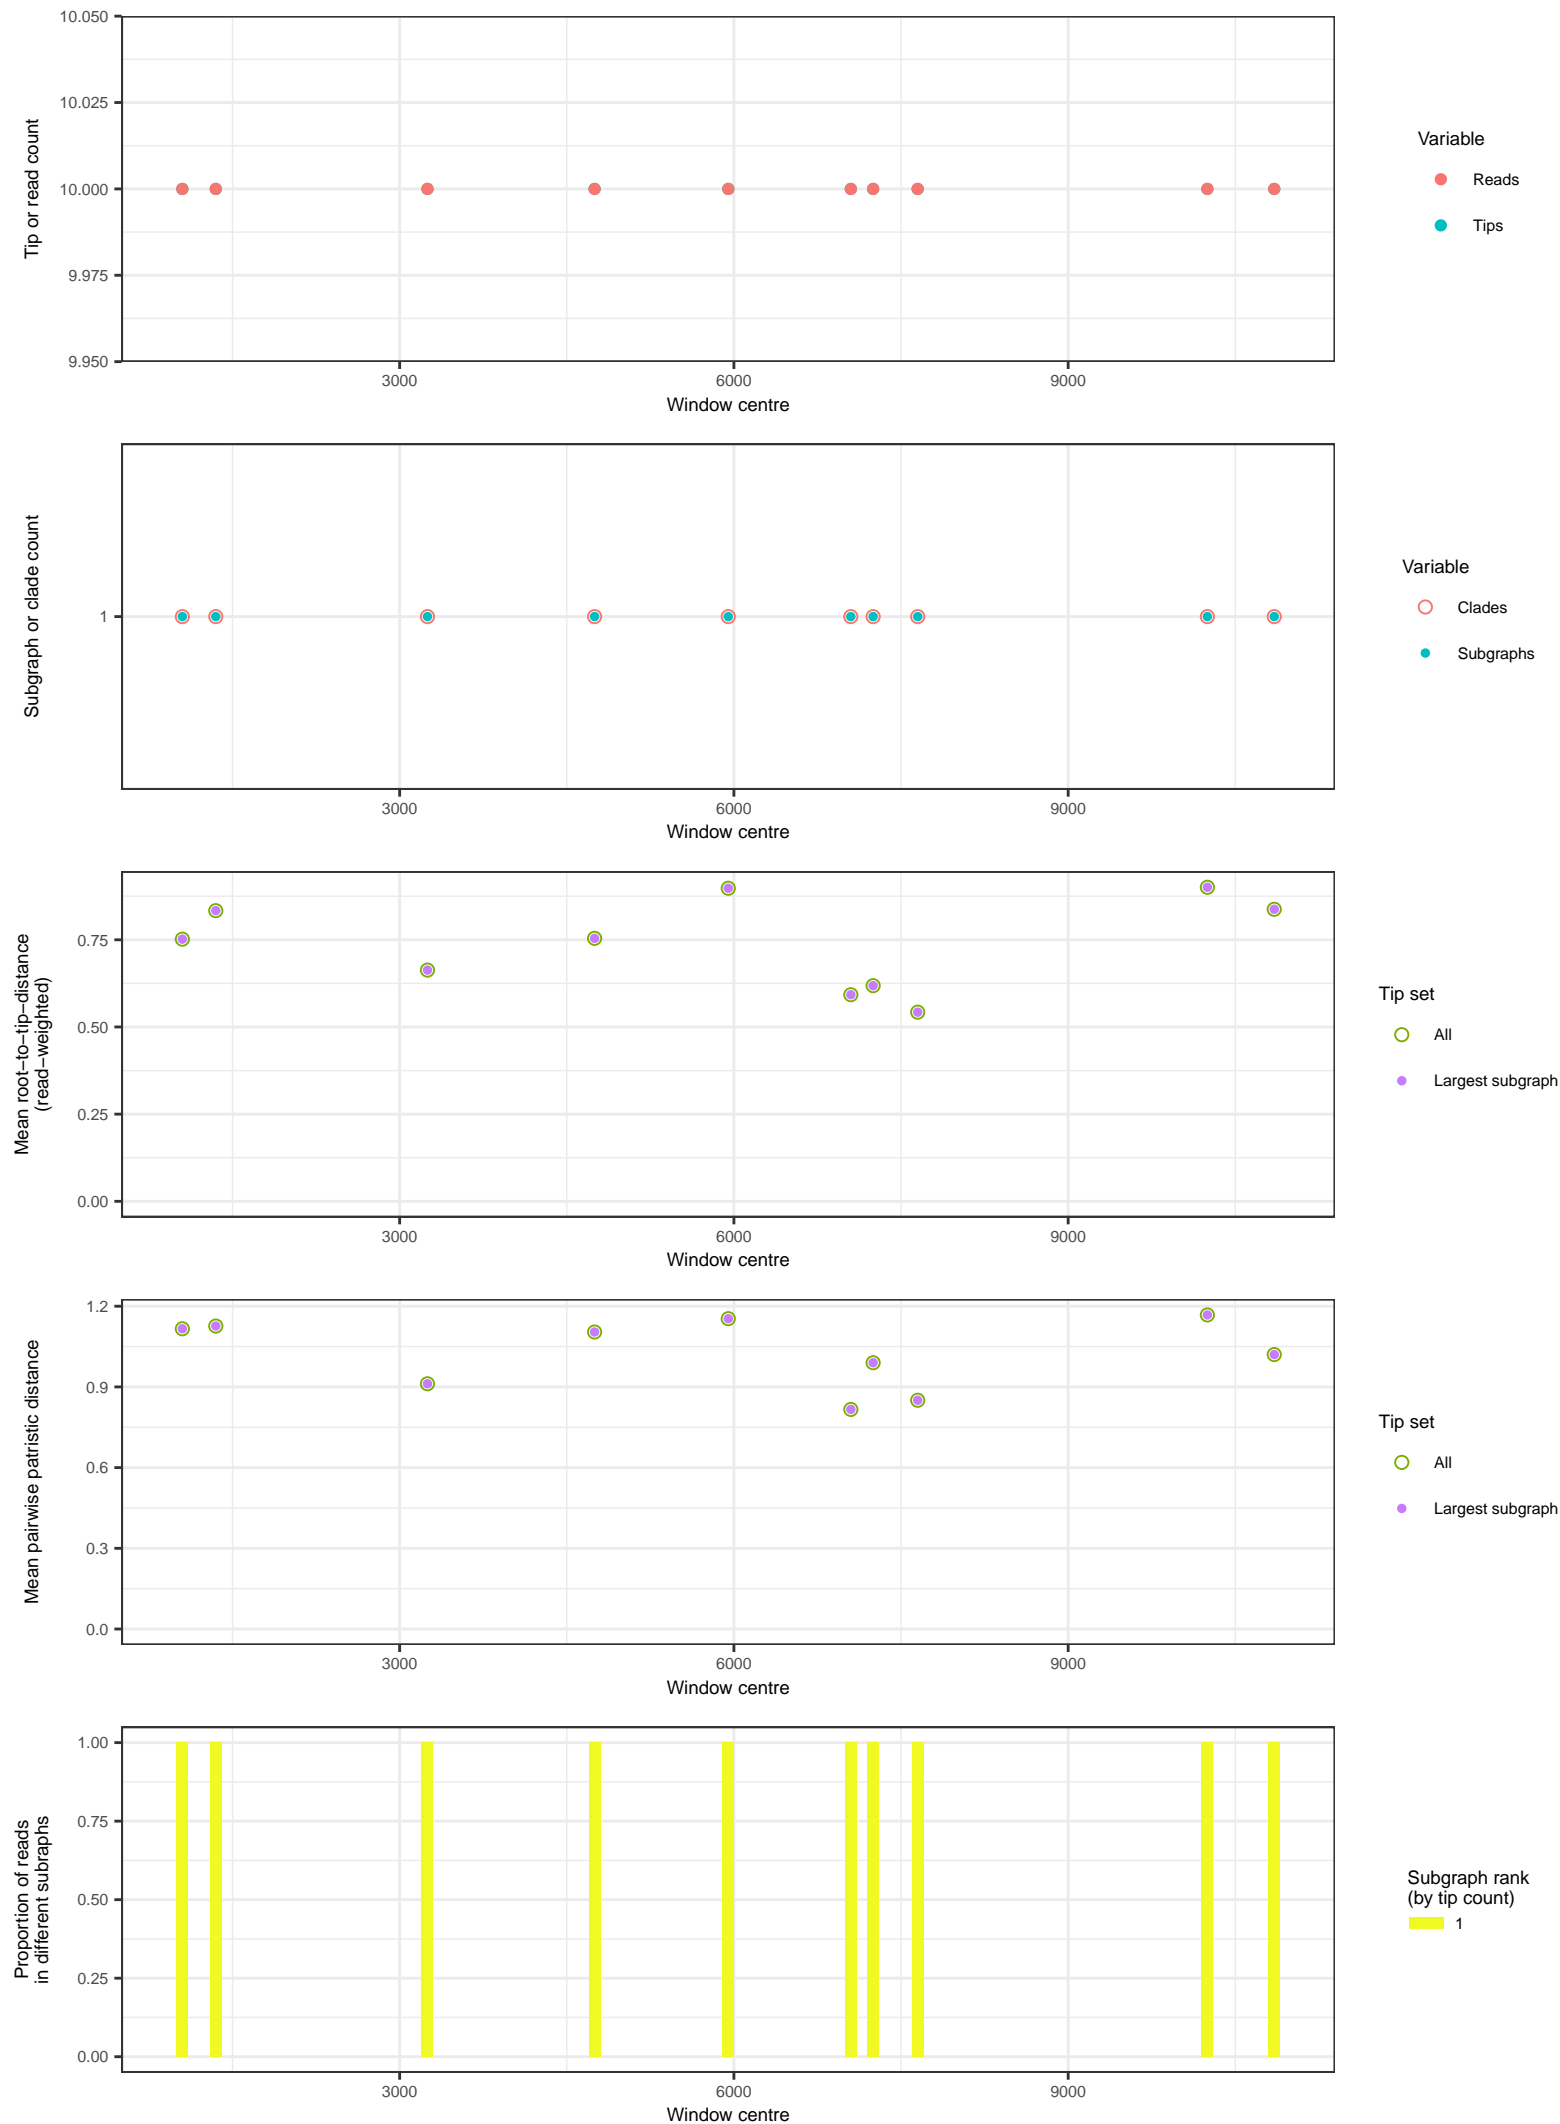 10.050
10.025
10.000
9.975
9.950
Tip or read count
3000
6000
9000
Window centre
Variable
Reads
Tips
1
Subgraph or clade count
3000
6000
9000
Window centre
Variable
Clades
Subgraphs
0.75
0.50
0.25
0.00
Mean root−to−tip−distance
(read−weighted)
3000
6000
9000
Window centre
Tip set
All
Largest subgraph
1.2
0.9
0.6
0.3
0.0
Mean pairwise patristic distance
3000
6000
9000
Window centre
Tip set
All
Largest subgraph
1.00
0.75
0.50
0.25
0.00
Proportion of reads
in different subraphs
3000
6000
9000
Window centre
Subgraph rank
(by tip count)
1